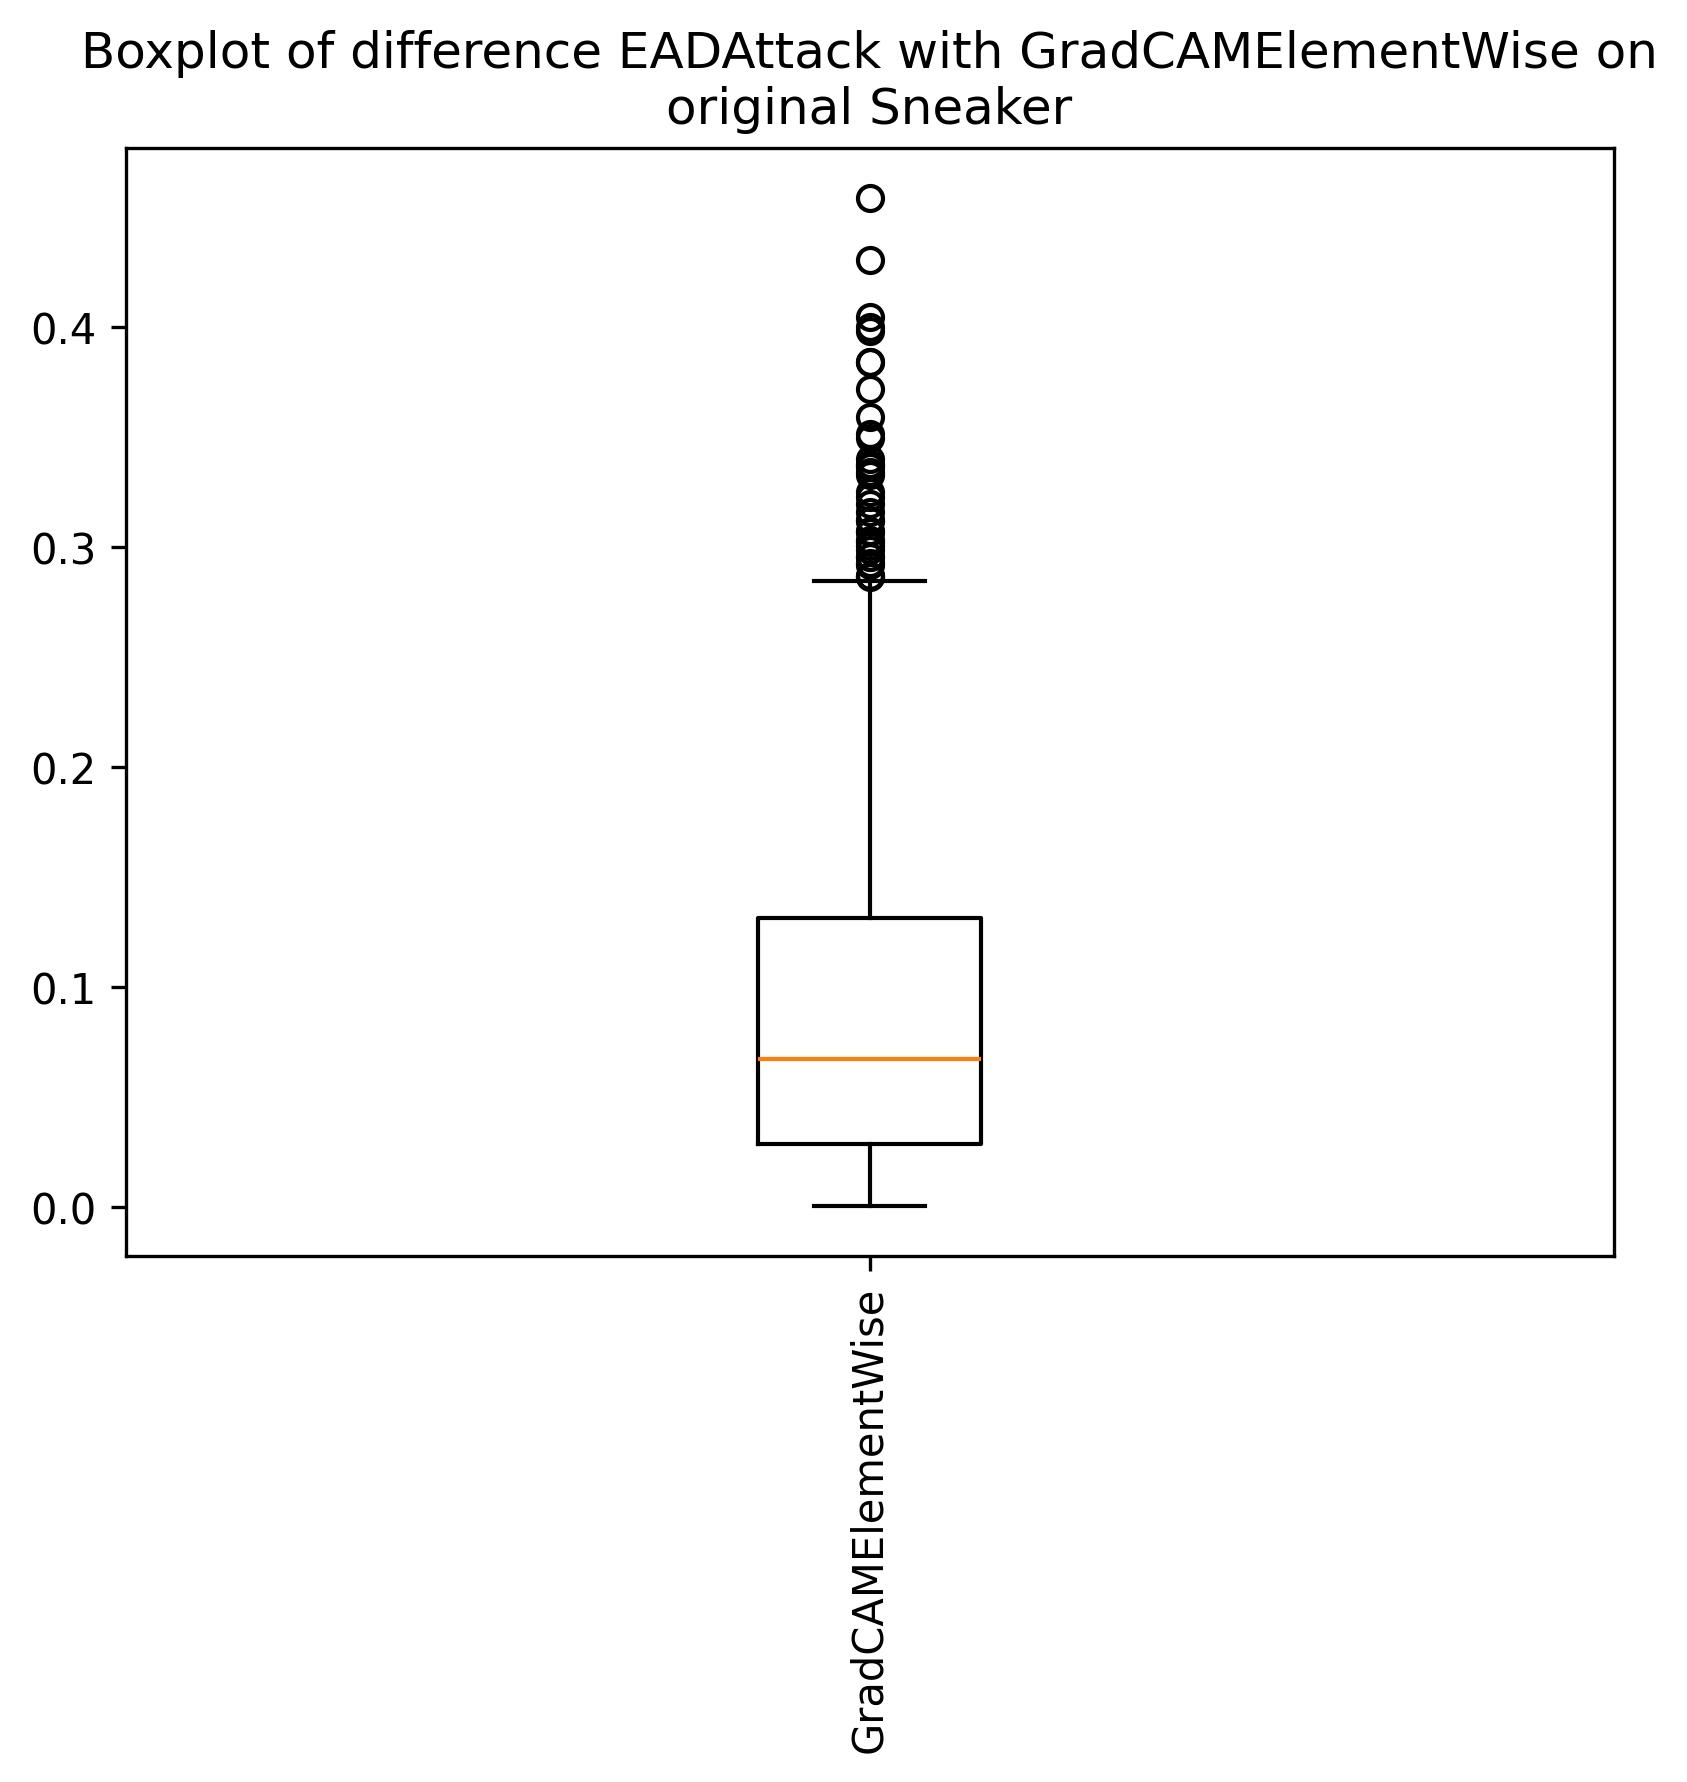 Boxplot of difference EADAttack with GradCAMElementWise on
original Sneaker
0.4
0.3
0.2
0.1
0.0
GradCAMElementWise